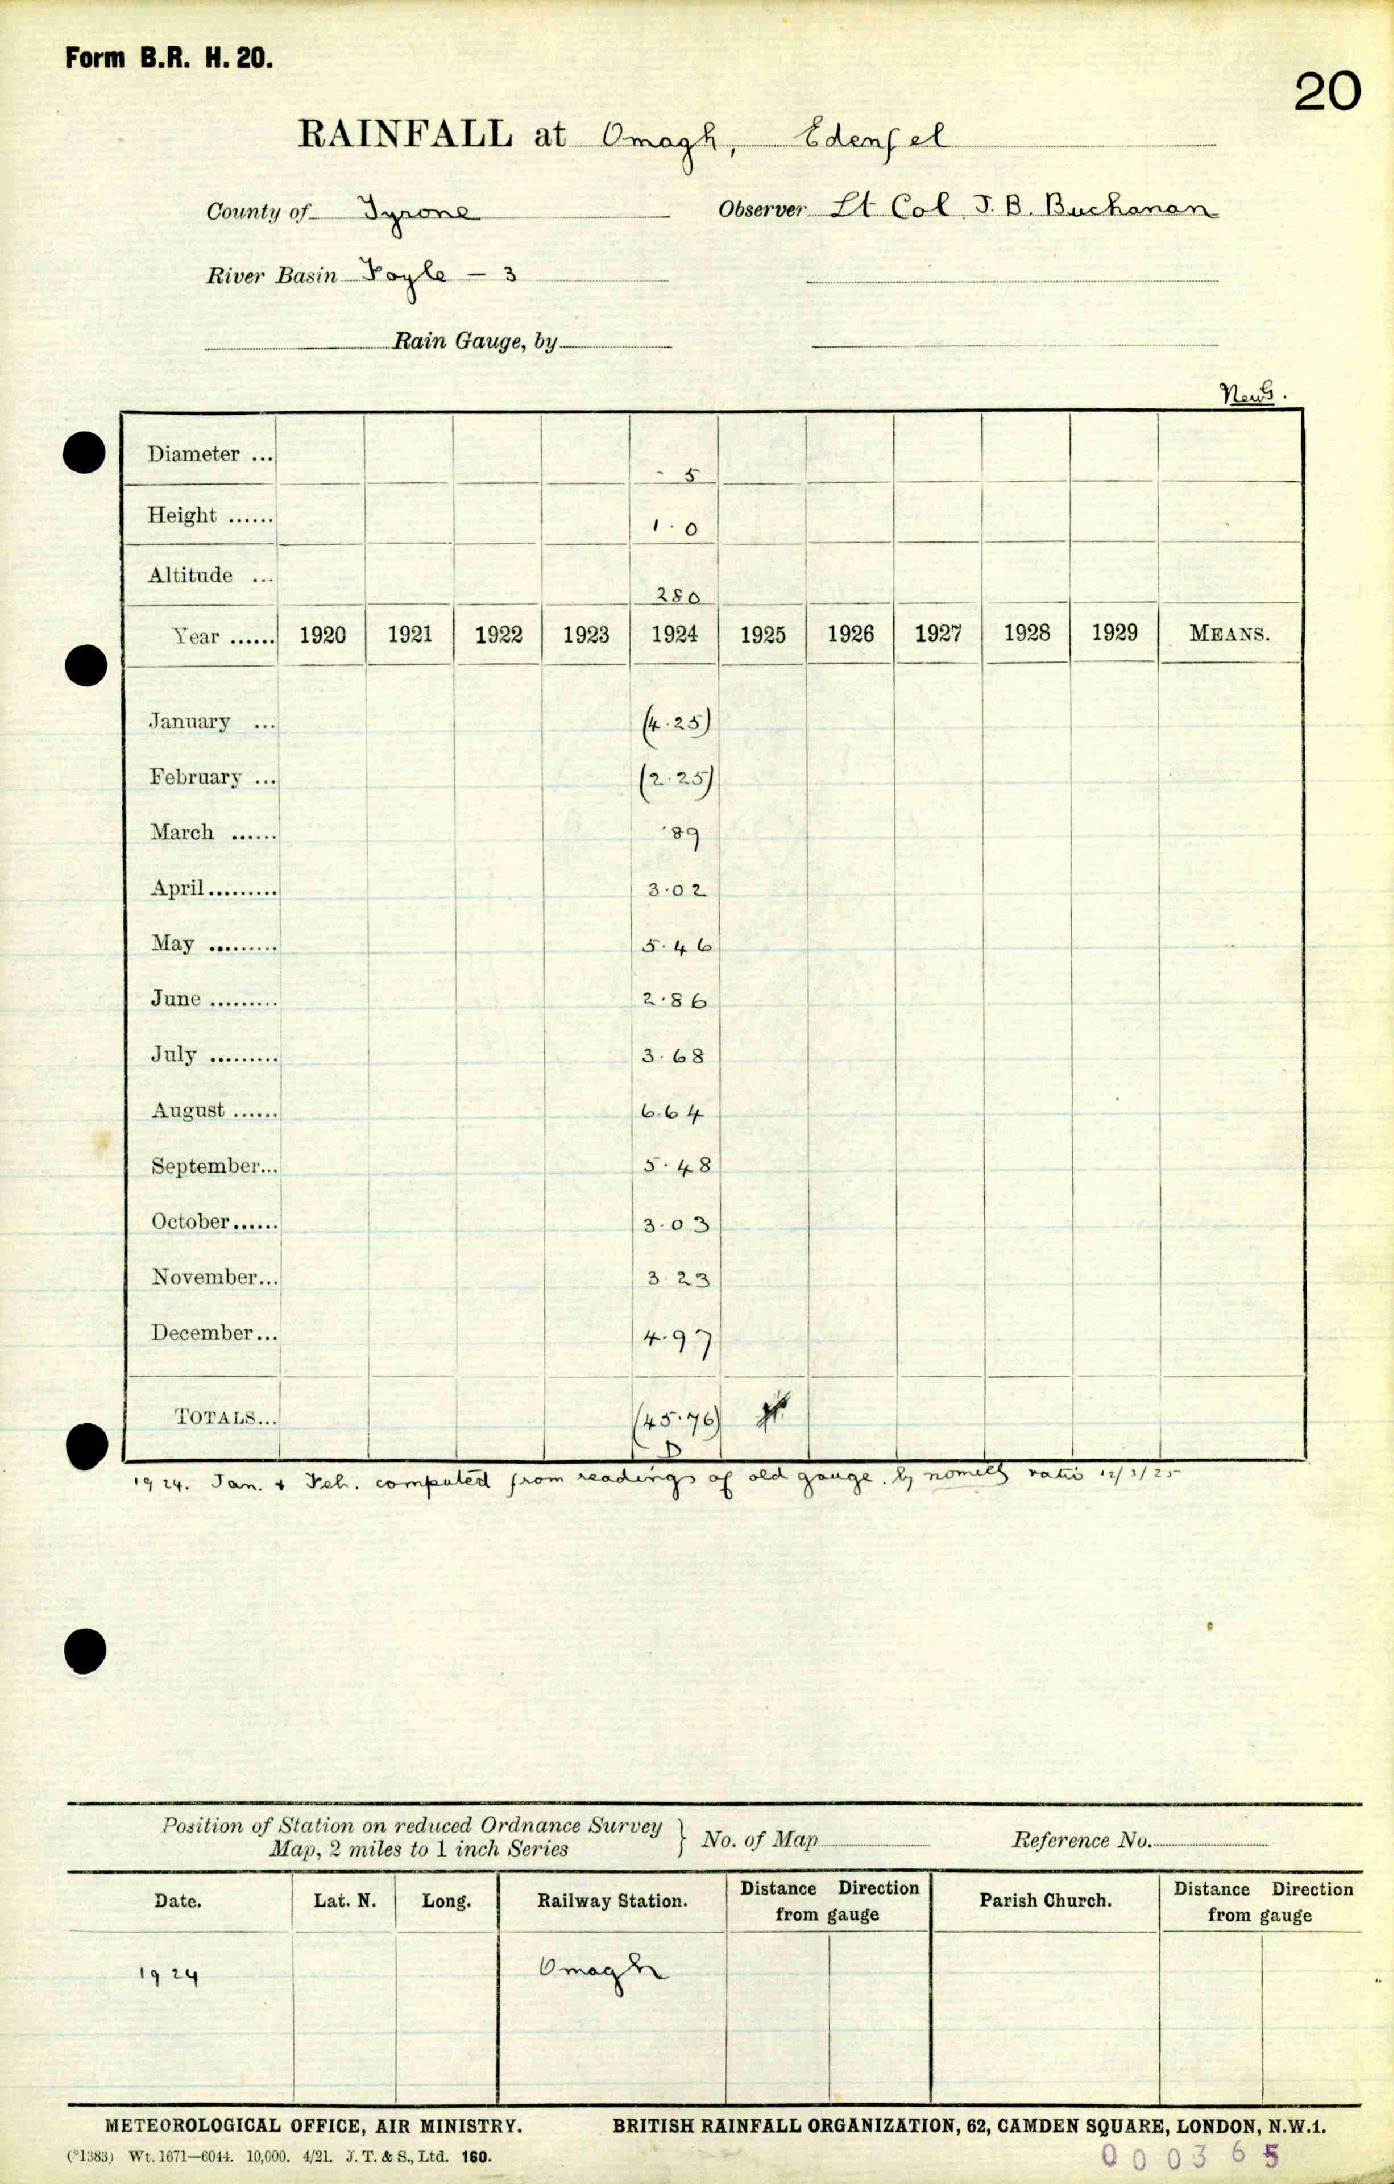 Form B.R. H. 20.
20
RAINFALL at Omagh, Edenfel
County of Tyrone Observer Lt Col J. B. Buchanan
River Basin Foyle - 3
Rain Gauge, by
New G.
Diameter ... 5
Height ...... 1.0
Altitude ... 280
Year ...... 1920 1921 1922 1923 1924 1925 1926 1927 1928 1929 MEANS.
January ... (4.25)
February ... (2.25)
March ...... .89
April......... 3.02
May ......... 5.46
June ......... 2.86
July ......... 3.68
August ...... 6.64
September... 5.48
October...... 3.03
November... 3 23
December... 4.97
TOTALS... (45.76)
D
1924. Jan. + Feb. computed from readings of old gauge. by ratio 12/3/25
Position of Station on reduced Ordnance Survey
Map, 2 miles to 1 inch Series } No. of Map Reference No.
Date. Lat. N. Long. Railway Station. Distance Direction from gauge Parish Church. Distance Direction from gauge
1924 Omagh
METEOROLOGICAL OFFICE, AIR MINISTRY. BRITISH RAINFALL ORGANIZATION, 62, CAMDEN SQUARE, LONDON, N.W.1.
(*1383) Wt. 1671—6044. 10,000. 4/21. J. T. & S., Ltd. 160.
000365